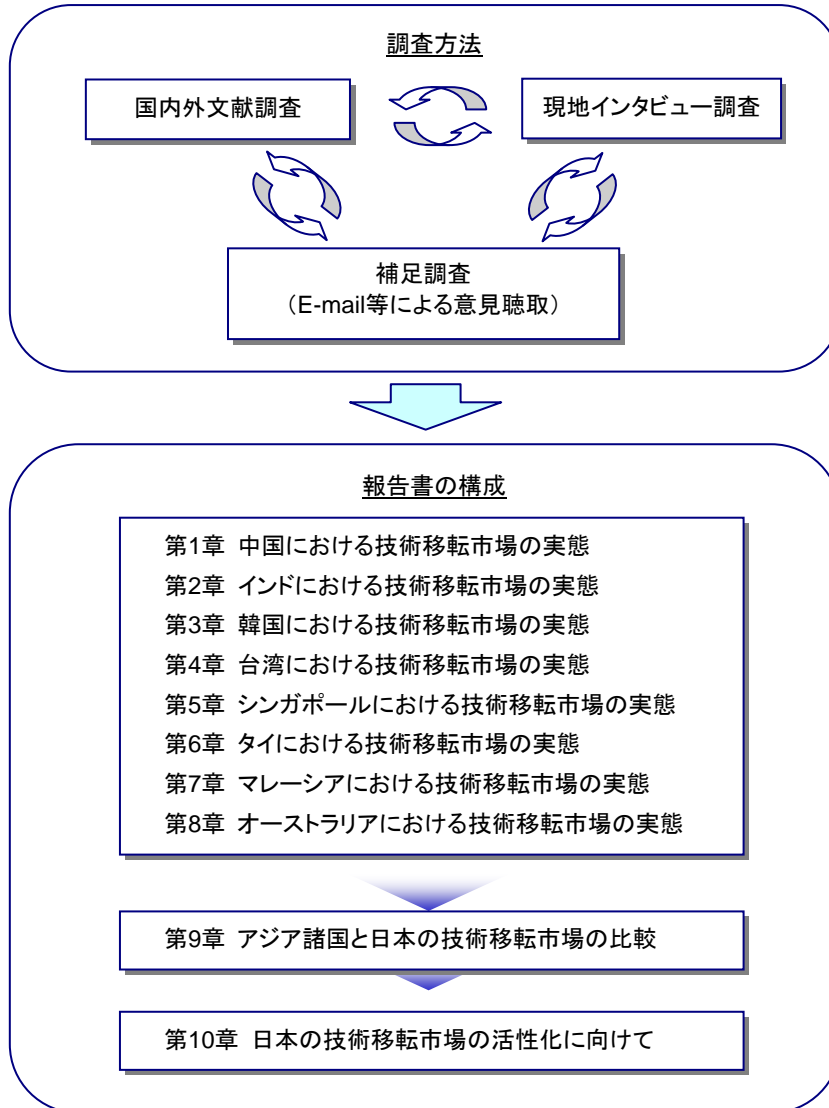 調査方法
国内外文献調査
現地インタビュー調査
補足調査
（E-mail等による意見聴取）
報告書の構成
第1章 中国における技術移転市場の実態
第2章 インドにおける技術移転市場の実態
第3章 韓国における技術移転市場の実態
第4章 台湾における技術移転市場の実態
第5章 シンガポールにおける技術移転市場の実態
第6章 タイにおける技術移転市場の実態
第7章 マレーシアにおける技術移転市場の実態
第8章 オーストラリアにおける技術移転市場の実態
第9章 アジア諸国と日本の技術移転市場の比較
第10章 日本の技術移転市場の活性化に向けて